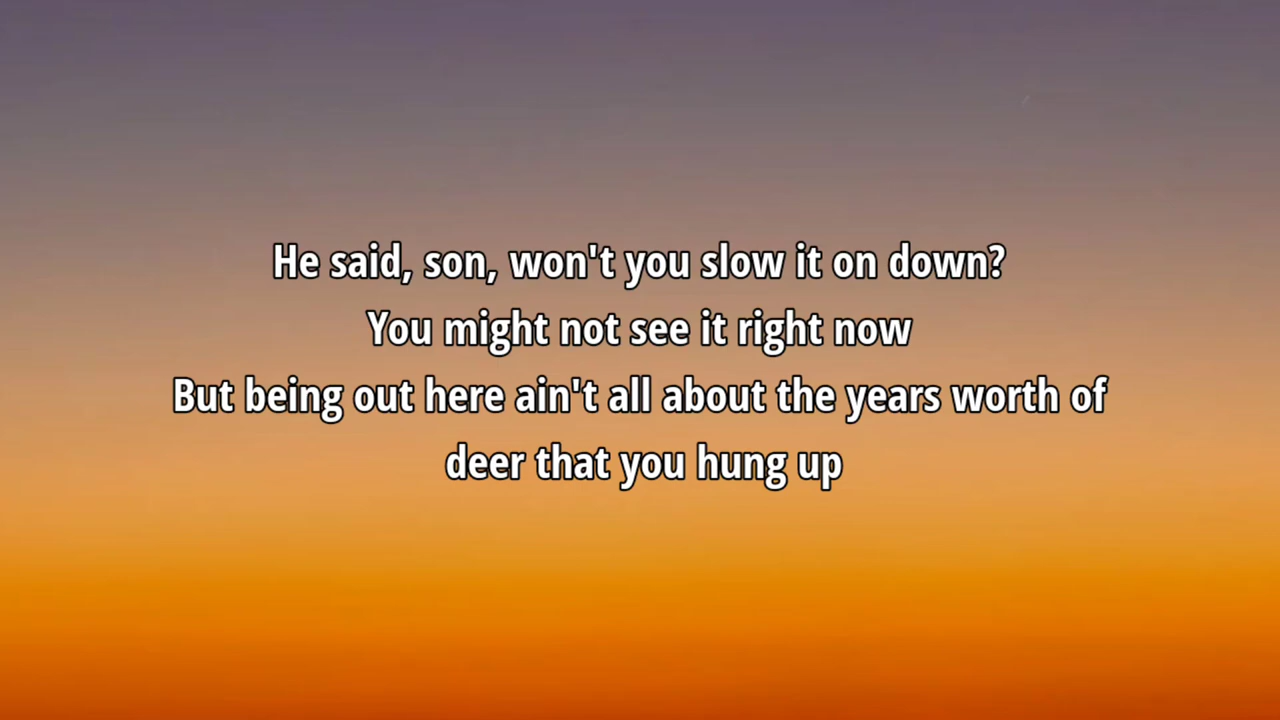 He said, son, won't you slow it on down?
You might not see it right now
But being out here ain't all about the years worth of
deer that you hung up